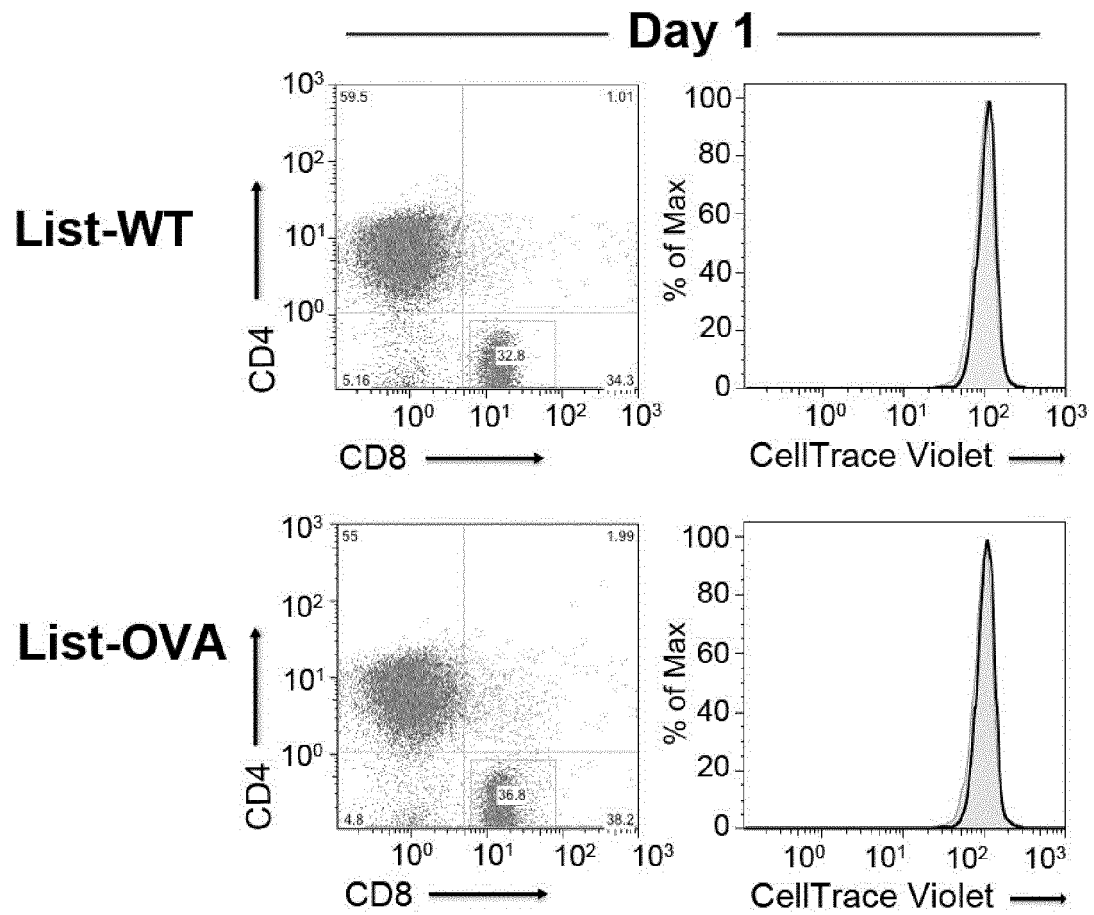 Day 1
List-WT
10³
10²
10¹
10⁰
CD4
59.5
1.01
5.16
32.8
34.3
10⁰ 10¹ 10² 10³
CD8
% of Max
100
80
60
40
20
0
10⁰ 10¹ 10² 10³
CellTrace Violet
List-OVA
10³
10²
10¹
10⁰
CD4
55
1.99
4.8
36.8
38.2
10⁰ 10¹ 10² 10³
CD8
% of Max
100
80
60
40
20
0
10⁰ 10¹ 10² 10³
CellTrace Violet